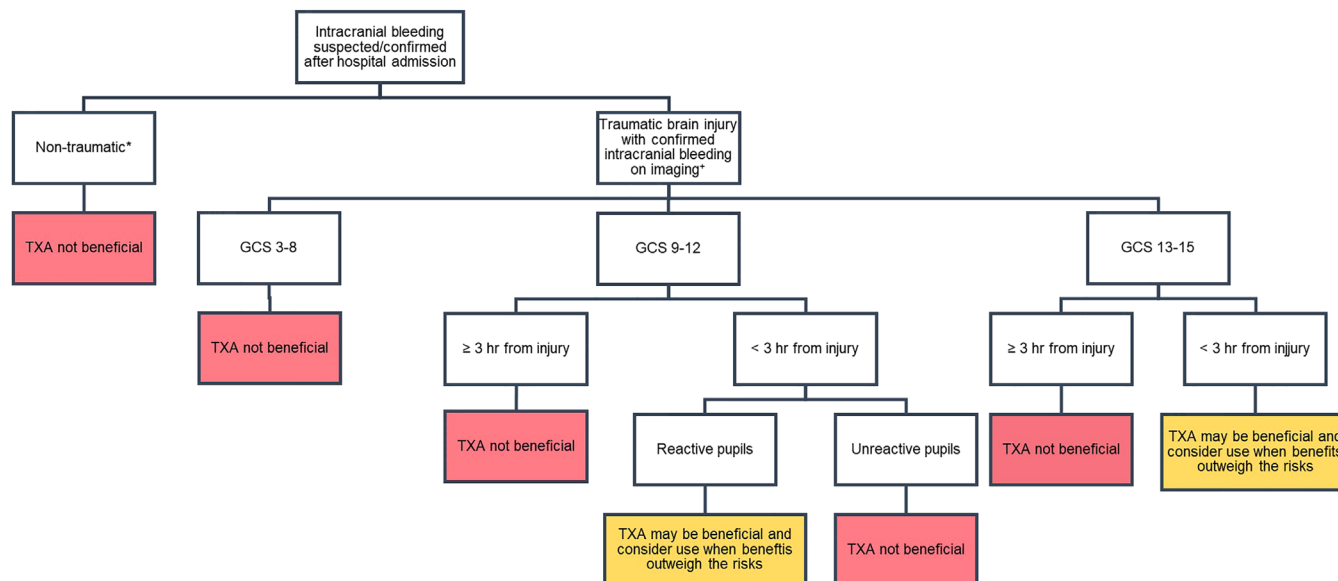 Intracranial bleeding
suspected/confirmed
after hospital admission
Non-traumatic*
Traumatic brain injury
with confirmed
intracranial bleeding
on imaging⁺
TXA not beneficial
GCS 3-8
GCS 9-12
GCS 13-15
TXA not beneficial
≥ 3 hr from injury
< 3 hr from injury
≥ 3 hr from injury
< 3 hr from injjury
TXA not beneficial
Reactive pupils
Unreactive pupils
TXA not beneficial
TXA may be beneficial and
consider use when benefits
outweigh the risks
TXA may be beneficial and
consider use when beneftis
outweigh the risks
TXA not beneficial